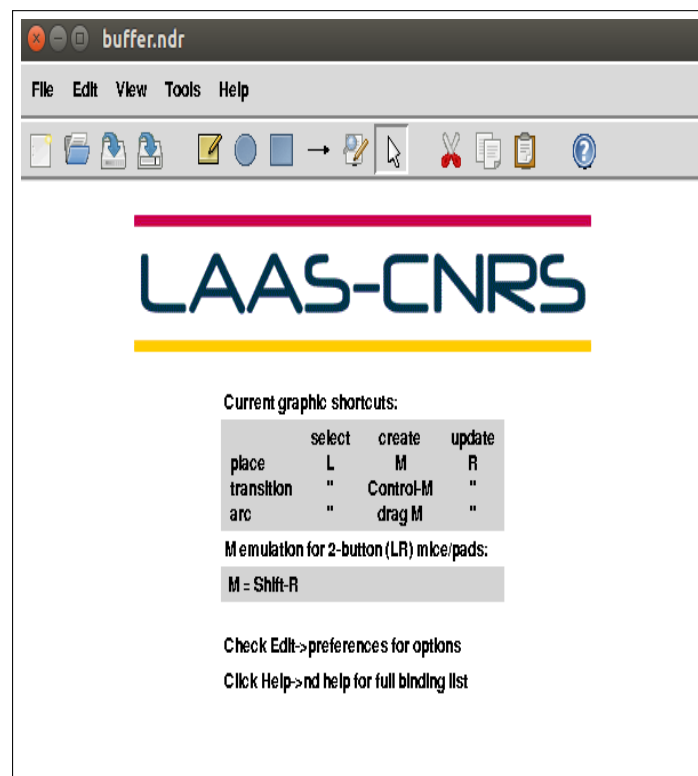 buffer.ndr
File Edit View Tools Help
LAAS-CNRS
Current graphic shortcuts:
select create update
place L M R
transition " Control-M "
arc " drag M "
M emulation for 2-button (LR) mice/pads:
M = Shift-R
Check Edit->preferences for options
Click Help->nd help for full binding list